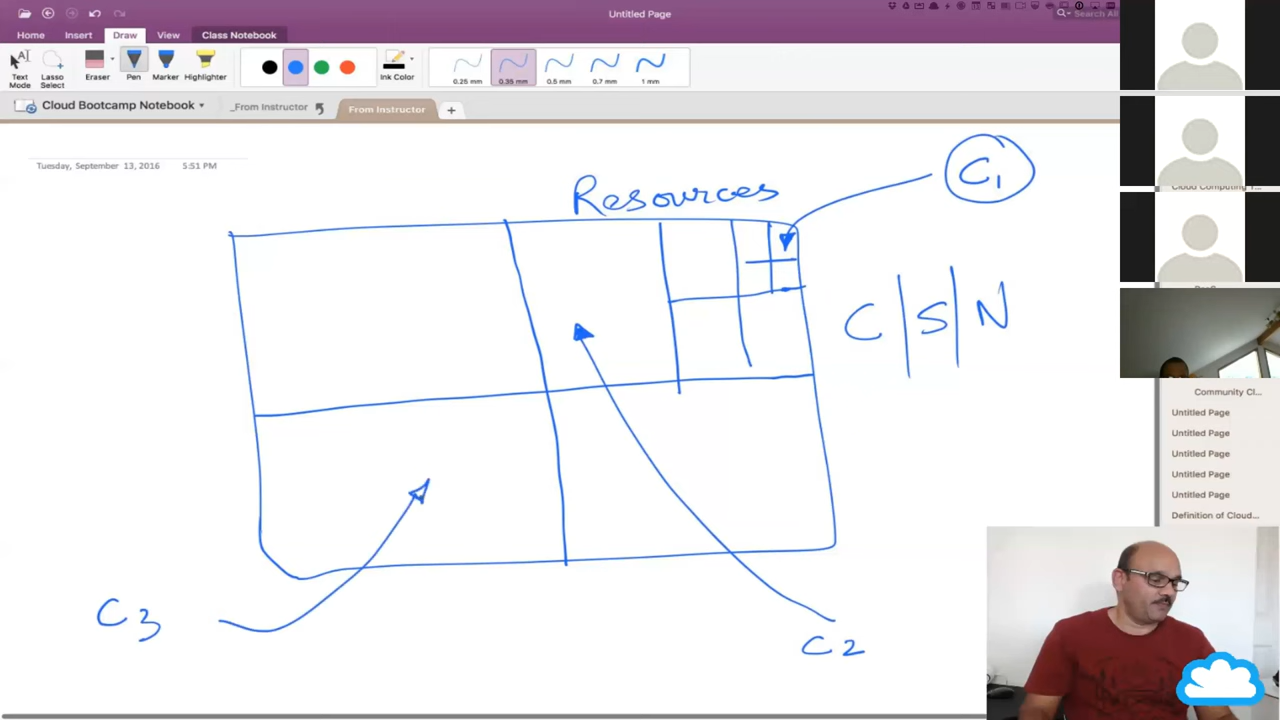 Untitled Page
Search All
Home
Insert
Draw
View
Class Notebook
Text
Mode
Lasso
Select
Eraser
Pen
Marker
Highlighter
Ink Color
0.25 mm
0.35 mm
0.5 mm
0.7 mm
1 mm
Cloud Bootcamp Notebook
_From Instructor
From Instructor
+
Tuesday, September 13, 2016
5:51 PM
Resources
C1
C | S | N
C3
C2
Community Cl...
Untitled Page
Untitled Page
Untitled Page
Untitled Page
Untitled Page
Definition of Cloud...